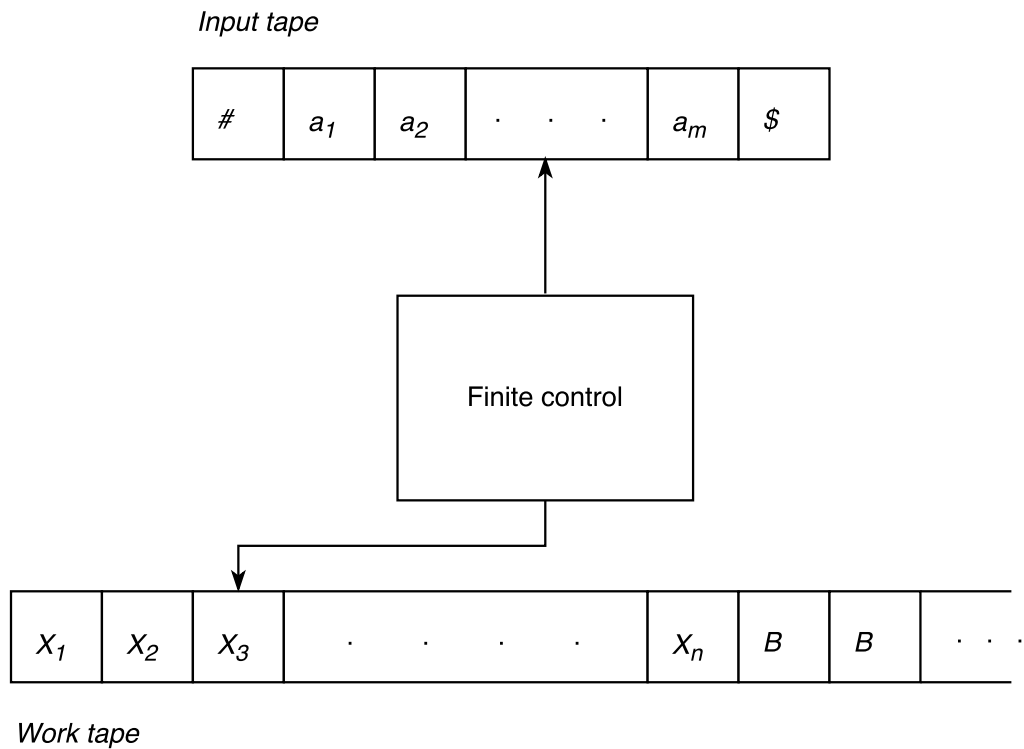 Input tape
# a1 a2 . . . am $
Finite control
X1 X2 X3 . . . . Xn B B . . .
Work tape